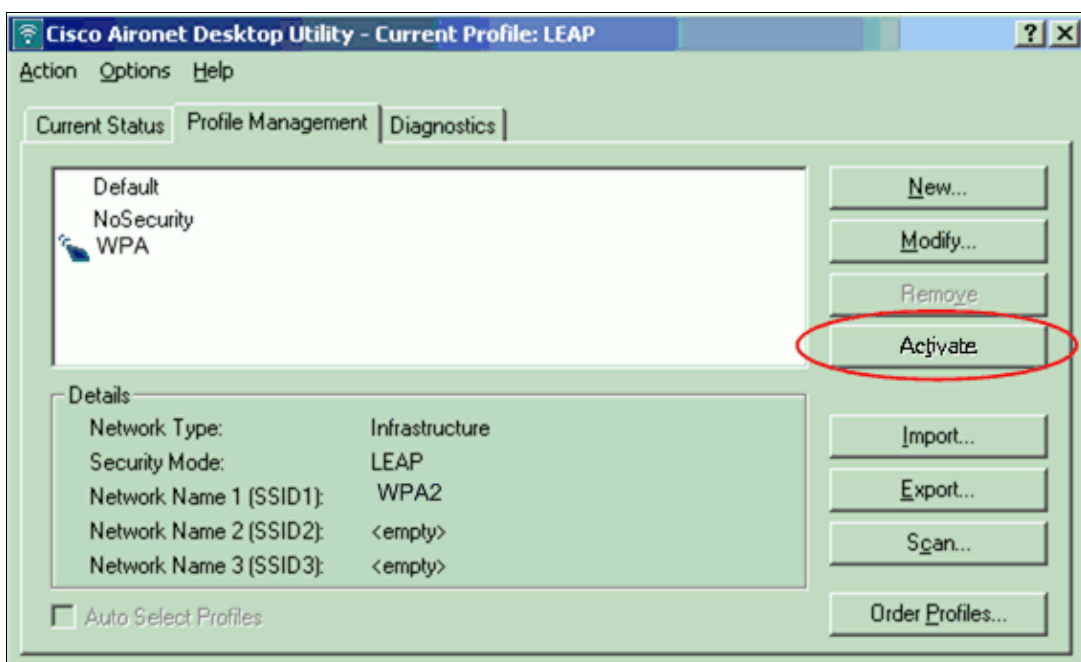 Cisco Aironet Desktop Utility - Current Profile: LEAP
Action Options Help
Current Status Profile Management Diagnostics
Default
NoSecurity
WPA
New...
Modify...
Remove
Activate
Details
Network Type: Infrastructure
Security Mode: LEAP
Network Name 1 (SSID1): WPA2
Network Name 2 (SSID2): <empty>
Network Name 3 (SSID3): <empty>
Auto Select Profiles
Import...
Export...
Scan...
Order Profiles...